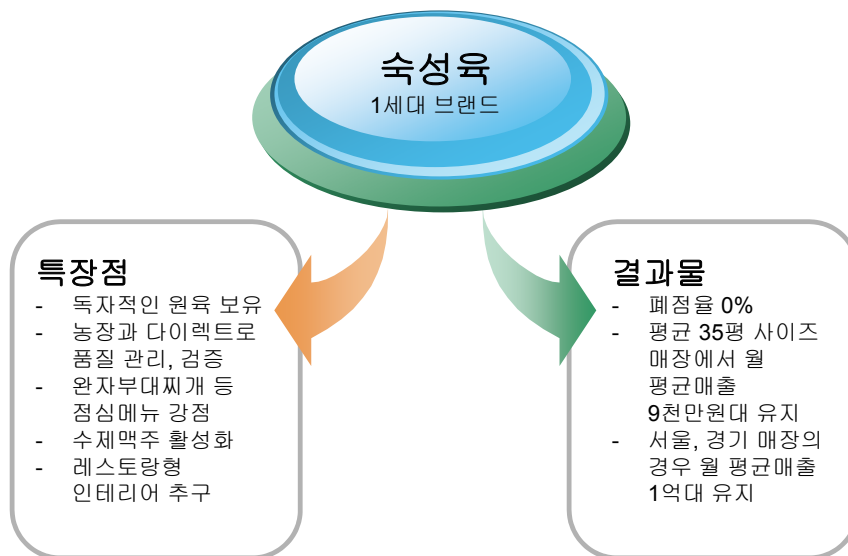 숙성육
1세대 브랜드
특장점
- 독자적인 원육 보유
- 농장과 다이렉트로
품질 관리, 검증
- 완자부대찌개 등
점심메뉴 강점
- 수제맥주 활성화
- 레스토랑형
인테리어 추구
결과물
- 폐점율 0%
- 평균 35평 사이즈
매장에서 월
평균매출
9천만원대 유지
- 서울, 경기 매장의
경우 월 평균매출
1억대 유지